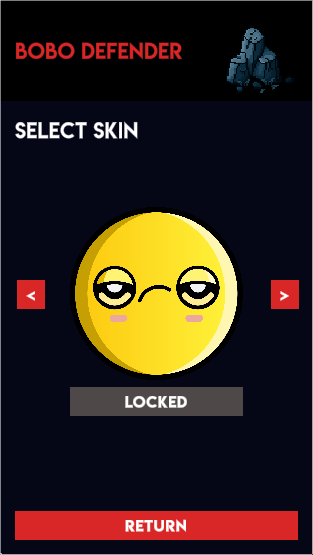 BOBO DEFENDER
SELECT SKIN
< >
LOCKED
RETURN